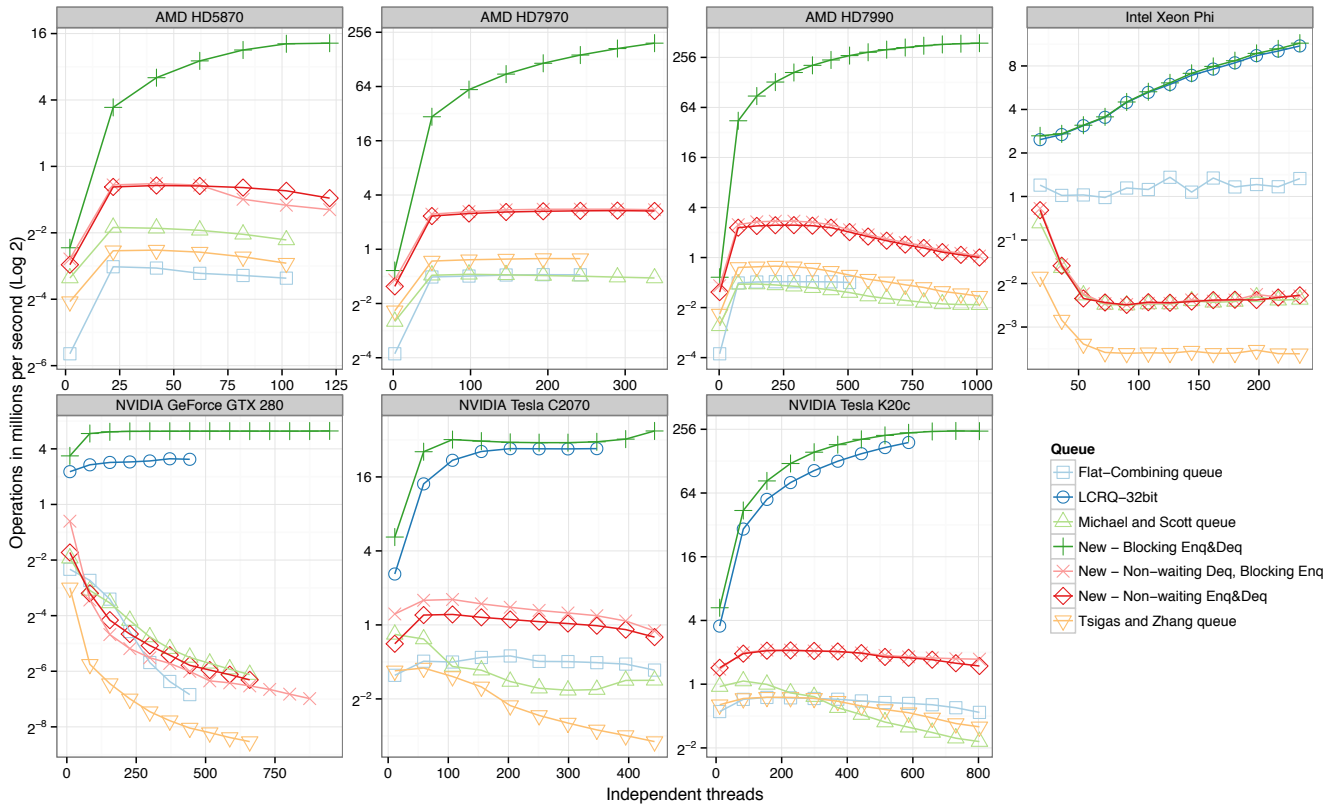 AMD HD5870
AMD HD7970
AMD HD7990
Intel Xeon Phi
16
4
1
2^−2
2^−4
2^−6
0 25 50 75 100 125
256
64
16
4
1
2^−2
2^−4
0 100 200 300
256
64
16
4
1
2^−2
2^−4
0 250 500 750 1000
8
4
2
1
2^−1
2^−2
2^−3
50 100 150 200
Operations in millions per second (Log 2)
NVIDIA GeForce GTX 280
NVIDIA Tesla C2070
NVIDIA Tesla K20c
4
1
2^−2
2^−4
2^−6
2^−8
0 250 500 750
16
4
1
2^−2
0 100 200 300 400
256
64
16
4
1
2^−2
0 200 400 600 800
Independent threads
Queue
Flat−Combining queue
LCRQ−32bit
Michael and Scott queue
New − Blocking Enq&Deq
New − Non−waiting Deq, Blocking Enq
New − Non−waiting Enq&Deq
Tsigas and Zhang queue